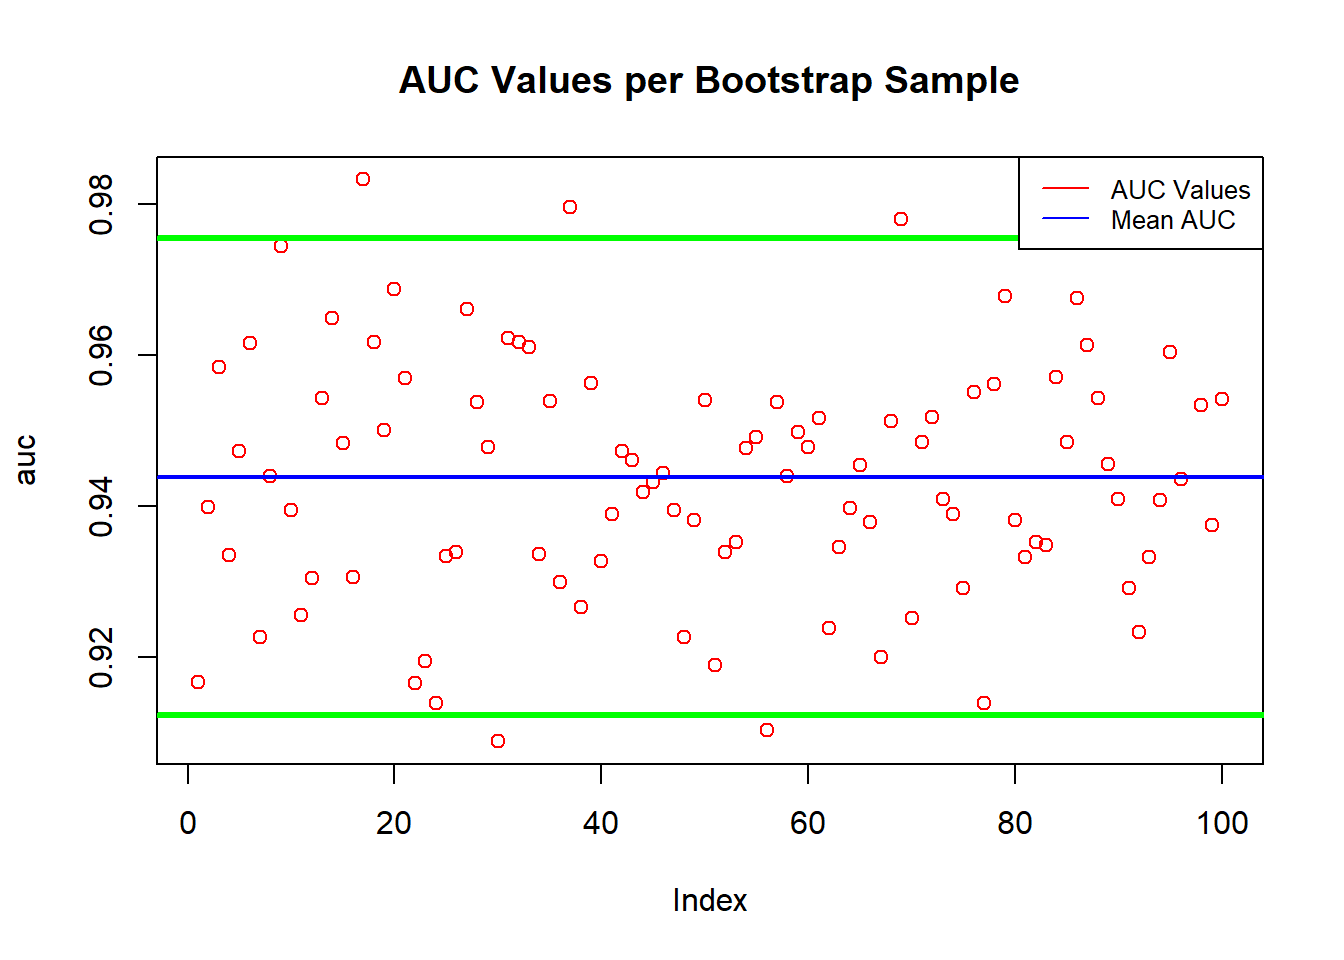 AUC Values per Bootstrap Sample
AUC Values
Mean AUC
auc
0.98
0.96
0.94
0.92
0 20 40 60 80 100
Index